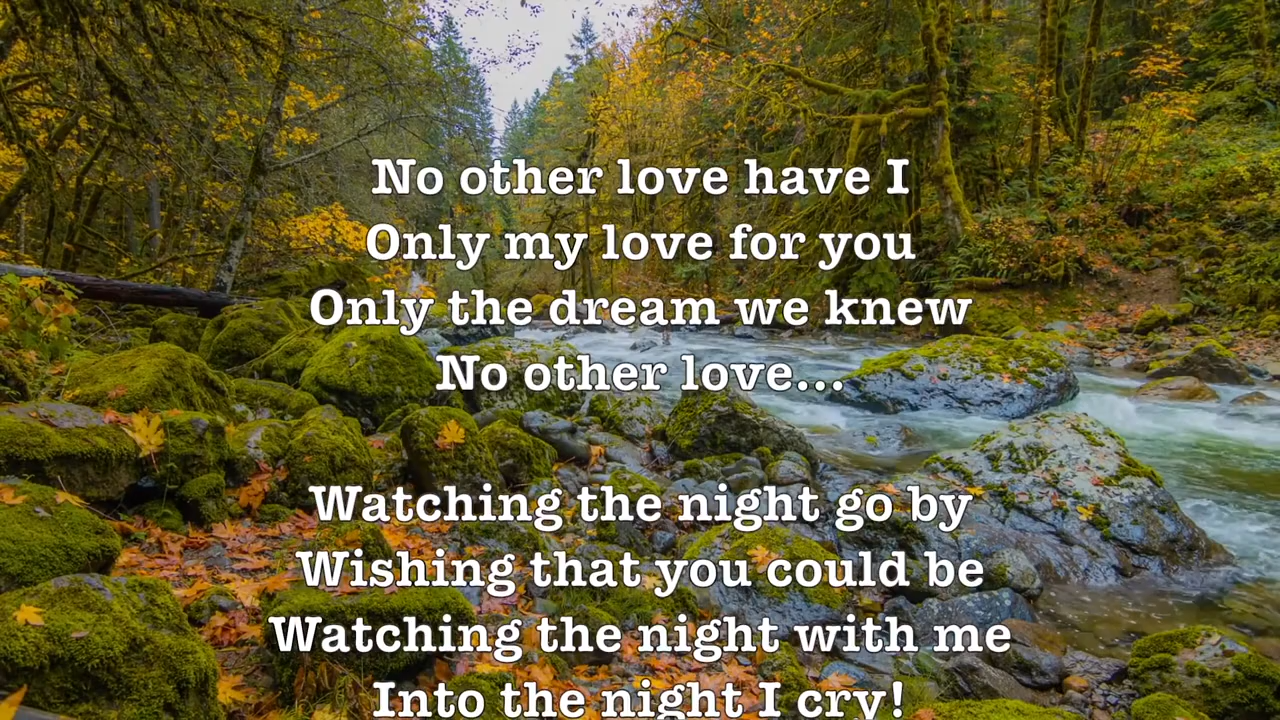 No other love have I
Only my love for you
Only the dream we knew
No other love...
Watching the night go by
Wishing that you could be
Watching the night with me
Into the night I cry!